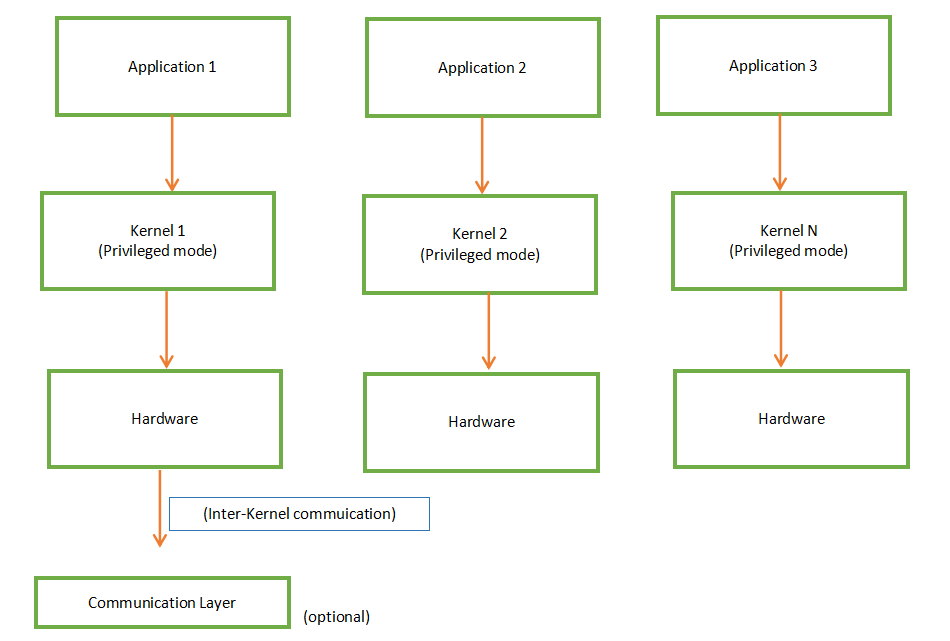 Application 1
Application 2
Application 3
Kernel 1
(Privileged mode)
Kernel 2
(Privileged mode)
Kernel N
(Privileged mode)
Hardware
Hardware
Hardware
(Inter-Kernel commuication)
Communication Layer
(optional)